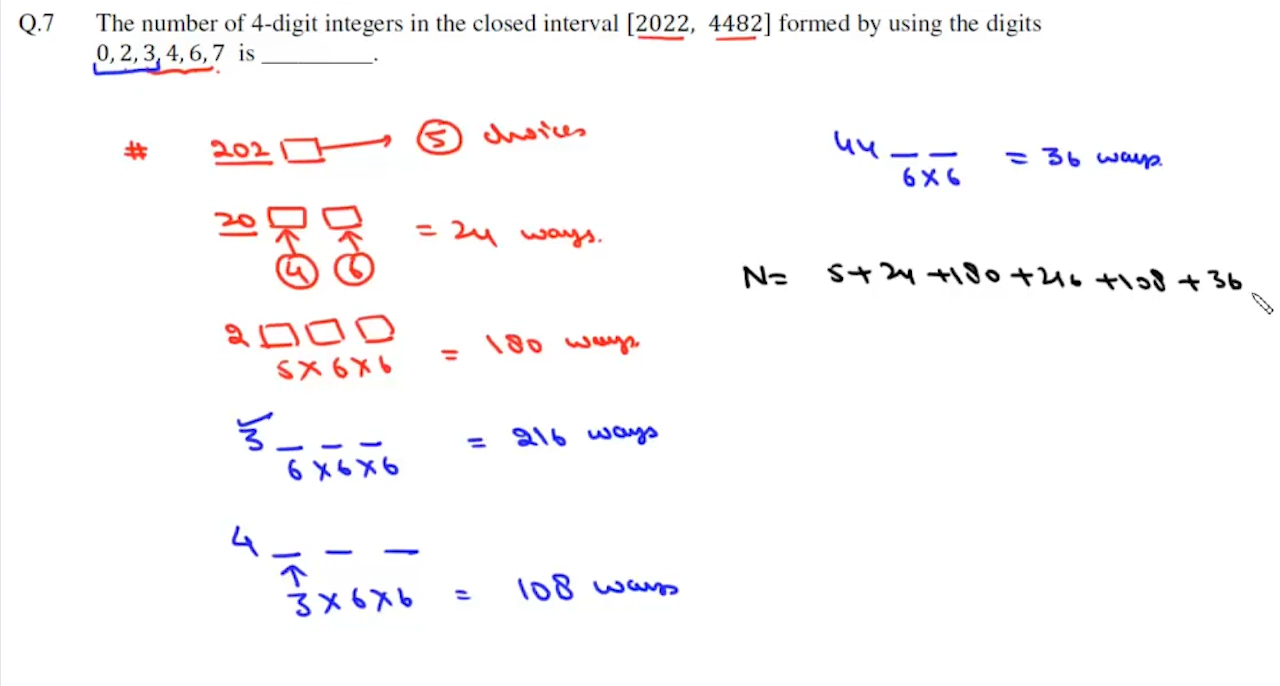 Q.7 The number of 4-digit integers in the closed interval [2022, 4482] formed by using the digits
0, 2, 3, 4, 6, 7 is __________.
# 202 □ → 5 choices
20 □ □ = 24 ways.
4 6
2 □ □ □ = 180 ways
5 × 6 × 6
3 _ _ _ = 216 ways
6 × 6 × 6
4 _ _ _
3 × 6 × 6 = 108 ways
44 _ _ = 36 ways
6 × 6
N = 5 + 24 + 180 + 216 + 108 + 36